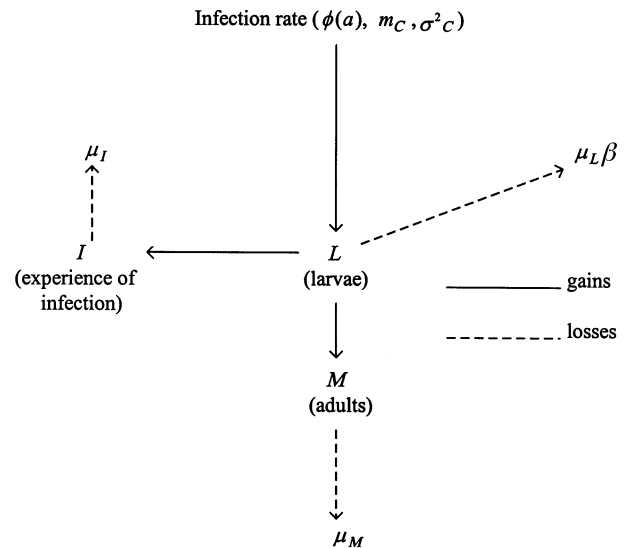 Infection rate (ϕ(a), m_C, σ²_C)
μ_I
μ_L β
I
(experience of
infection)
L
(larvae)
gains
losses
M
(adults)
μ_M